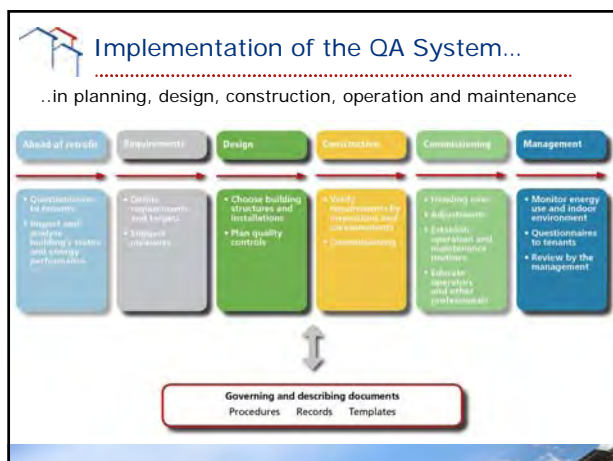 Implementation of the QA System...
..in planning, design, construction, operation and maintenance
Ahead of retrofit
Requirements
Design
Construction
Commissioning
Management
• Questionnaires
to tenants
• Inspect and
analyse
building's status
and energy
performance
• Define
requirements
and targets
• Suggest
measures
• Choose building
structures and
installations
• Plan quality
controls
• Verify
requirements by
inspections and
measurements
• Commissioning
• Handing over
• Adjustments
• Establish
operation and
maintenance
routines
• Educate
operators
and other
professionals
• Monitor energy
use and indoor
environment
• Questionnaires
to tenants
• Review by the
management
Governing and describing documents
Procedures Records Templates